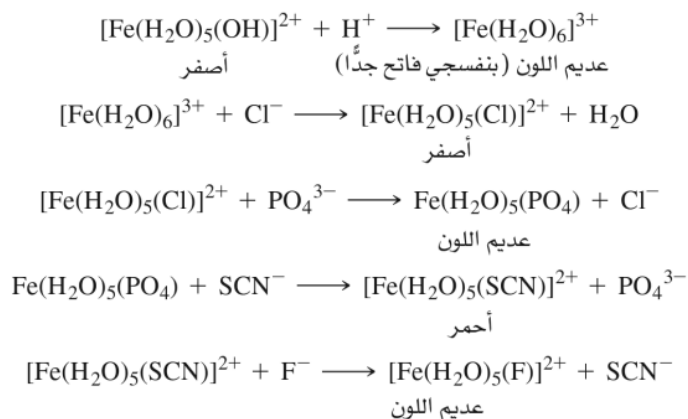 [Fe(H₂O)₅(OH)]²⁺ + H⁺ ⟶ [Fe(H₂O)₆]³⁺
أصفر عديم اللون (بنفسجي فاتح جدًّا)
[Fe(H₂O)₆]³⁺ + Cl⁻ ⟶ [Fe(H₂O)₅(Cl)]²⁺ + H₂O
أصفر
[Fe(H₂O)₅(Cl)]²⁺ + PO₄³⁻ ⟶ Fe(H₂O)₅(PO₄) + Cl⁻
عديم اللون
Fe(H₂O)₅(PO₄) + SCN⁻ ⟶ [Fe(H₂O)₅(SCN)]²⁺ + PO₄³⁻
أحمر
[Fe(H₂O)₅(SCN)]²⁺ + F⁻ ⟶ [Fe(H₂O)₅(F)]²⁺ + SCN⁻
عديم اللون